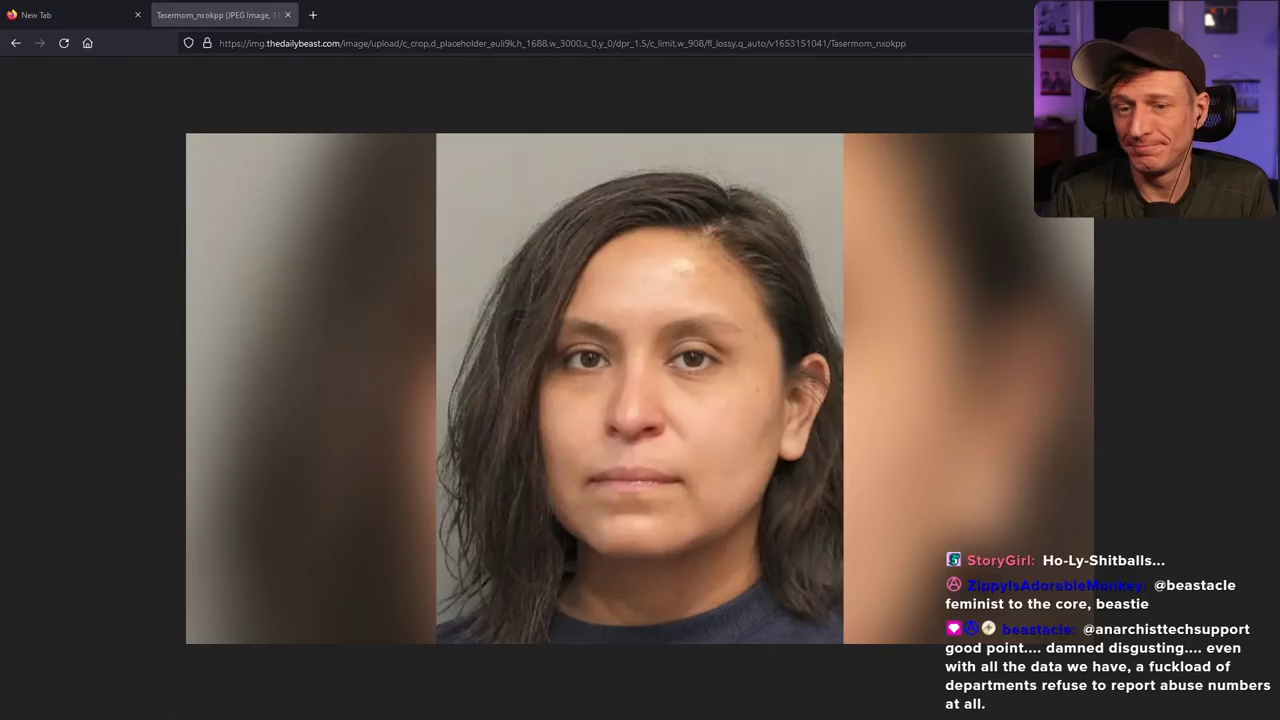 New Tab
Tasermom_nxokpp (JPEG Image, 13
https://img.thedailybeast.com/image/upload/c_crop,d_placeholder_euli9k,h_1688,w_3000,x_0,y_0/dpr_1.5/c_limit,w_908/fl_lossy,q_auto/v1653151041/Tasermom_nxokpp
StoryGirl: Ho-Ly-Shitballs...
ZippyIsAdorableMonkey: @beastacle
feminist to the core, beastie
beastacle: @anarchisttechsupport
good point.... damned disgusting.... even
with all the data we have, a fuckload of
departments refuse to report abuse numbers
at all.